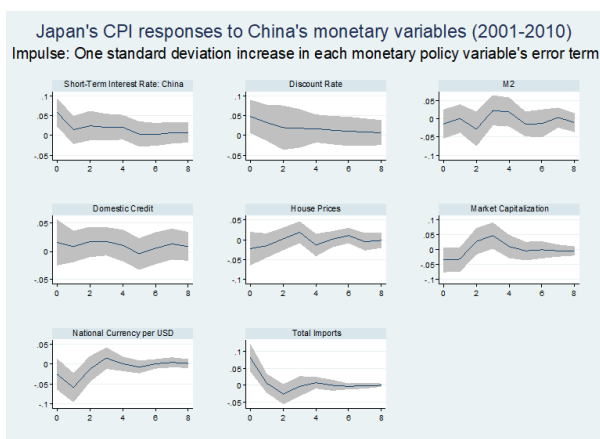 Japan's CPI responses to China's monetary variables (2001-2010)
Impulse: One standard deviation increase in each monetary policy variable's error term
Short-Term Interest Rate: China
Discount Rate
M2
.1
.05
0
-.05
0 2 4 6 8
.1
.05
0
-.05
0 2 4 6 8
.05
0
-.05
-.1
0 2 4 6 8
Domestic Credit
House Prices
Market Capitalization
.05
0
-.05
0 2 4 6 8
.05
0
-.05
-.1
0 2 4 6 8
.1
.05
0
-.05
-.1
0 2 4 6 8
National Currency per USD
Total Imports
.05
0
-.05
-.1
0 2 4 6 8
.1
.05
0
-.05
0 2 4 6 8